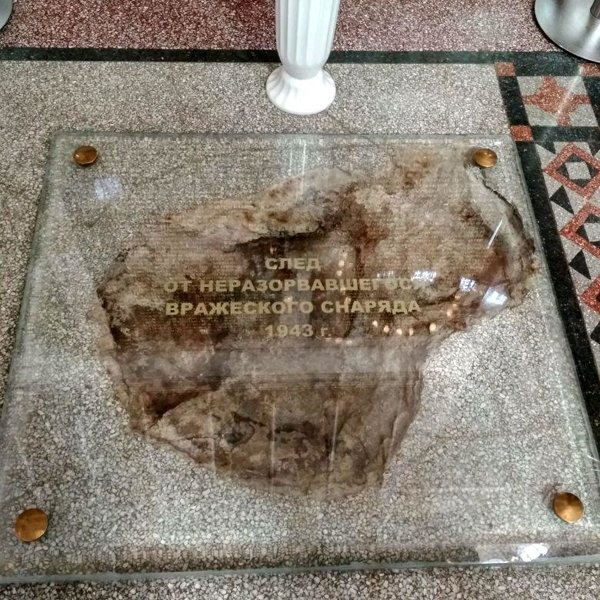 СЛЕД
ОТ НЕРАЗОРВАВШЕГОСЯ
ВРАЖЕСКОГО СНАРЯДА
1943 г.